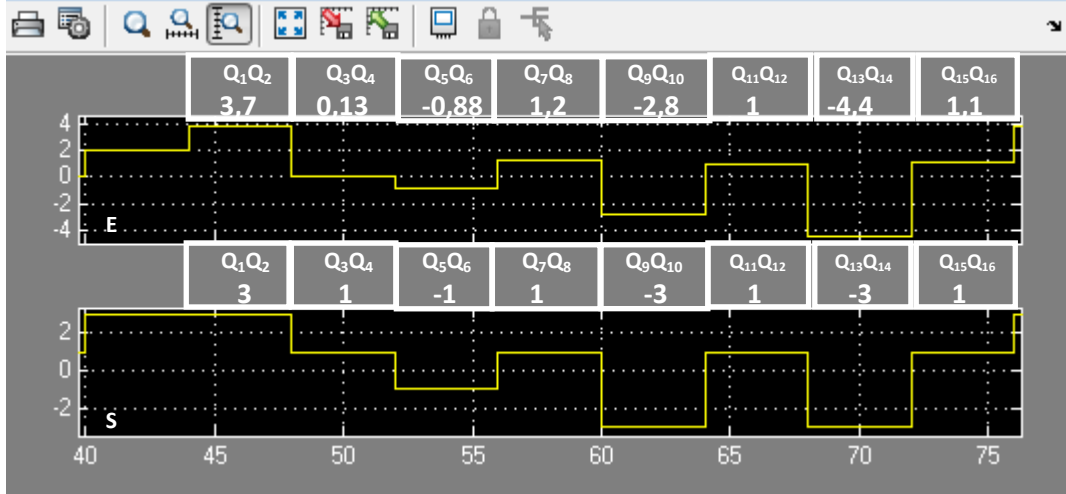 Q₁Q₂ Q₃Q₄ Q₅Q₆ Q₇Q₈ Q₉Q₁₀ Q₁₁Q₁₂ Q₁₃Q₁₄ Q₁₅Q₁₆
3,7 0,13 -0,88 1,2 -2,8 1 -4,4 1,1
4
2
0
-2
-4
E
Q₁Q₂ Q₃Q₄ Q₅Q₆ Q₇Q₈ Q₉Q₁₀ Q₁₁Q₁₂ Q₁₃Q₁₄ Q₁₅Q₁₆
3 1 -1 1 -3 1 -3 1
2
0
-2
S
40 45 50 55 60 65 70 75